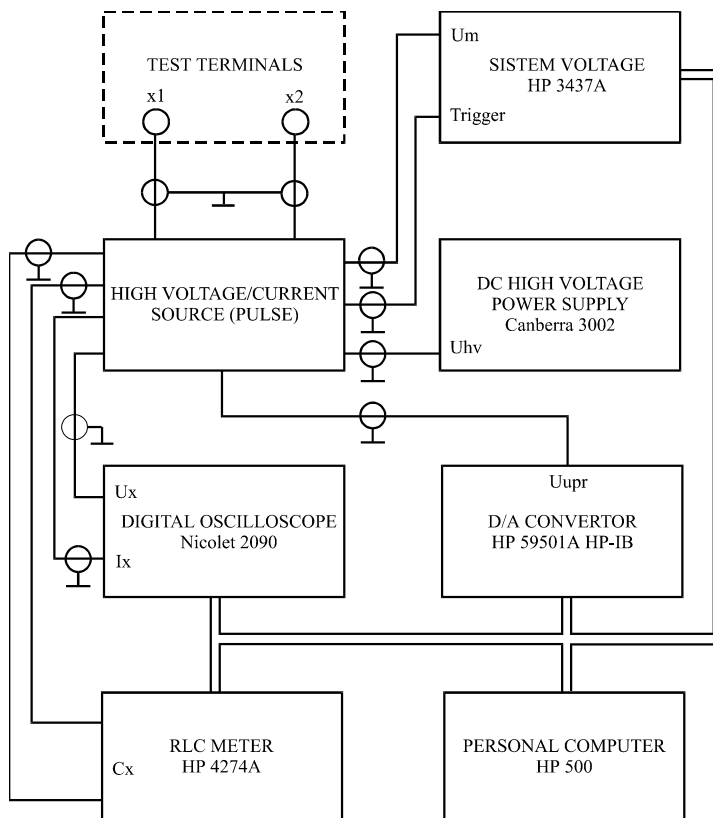 TEST TERMINALS
x1
x2
Um
SISTEM VOLTAGE
HP 3437A
Trigger
HIGH VOLTAGE/CURRENT
SOURCE (PULSE)
DC HIGH VOLTAGE
POWER SUPPLY
Canberra 3002
Uhv
Ux
DIGITAL OSCILLOSCOPE
Nicolet 2090
Ix
Uupr
D/A CONVERTOR
HP 59501A HP-IB
RLC METER
HP 4274A
Cx
PERSONAL COMPUTER
HP 500